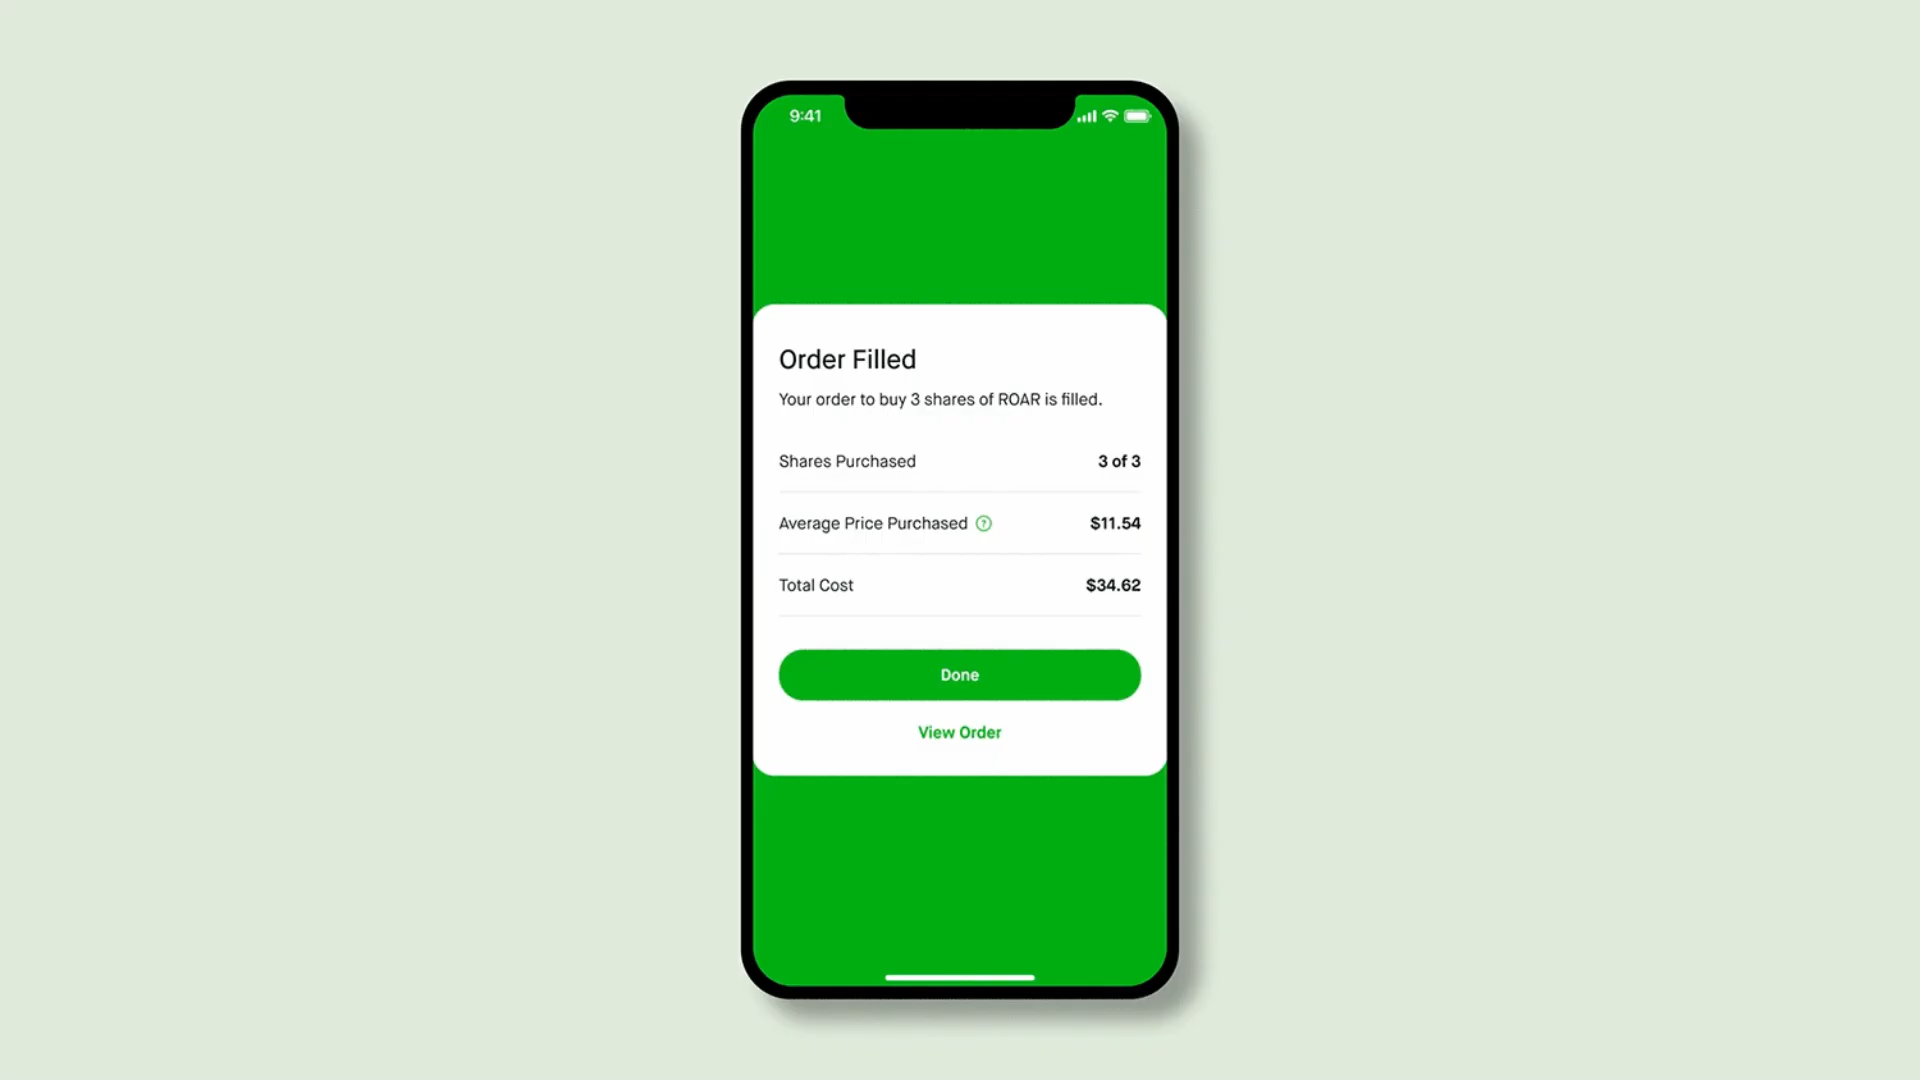 9:41
Order Filled
Your order to buy 3 shares of ROAR is filled.
Shares Purchased 3 of 3
Average Price Purchased ? $11.54
Total Cost $34.62
Done
View Order